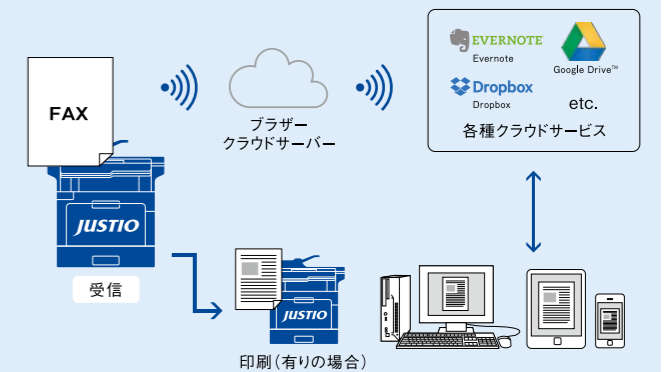 FAX
JUSTIO
受信
ブラザー
クラウドサーバー
EVERNOTE
Evernote
Google Drive™
Dropbox
Dropbox
etc.
各種クラウドサービス
JUSTIO
印刷（有りの場合）